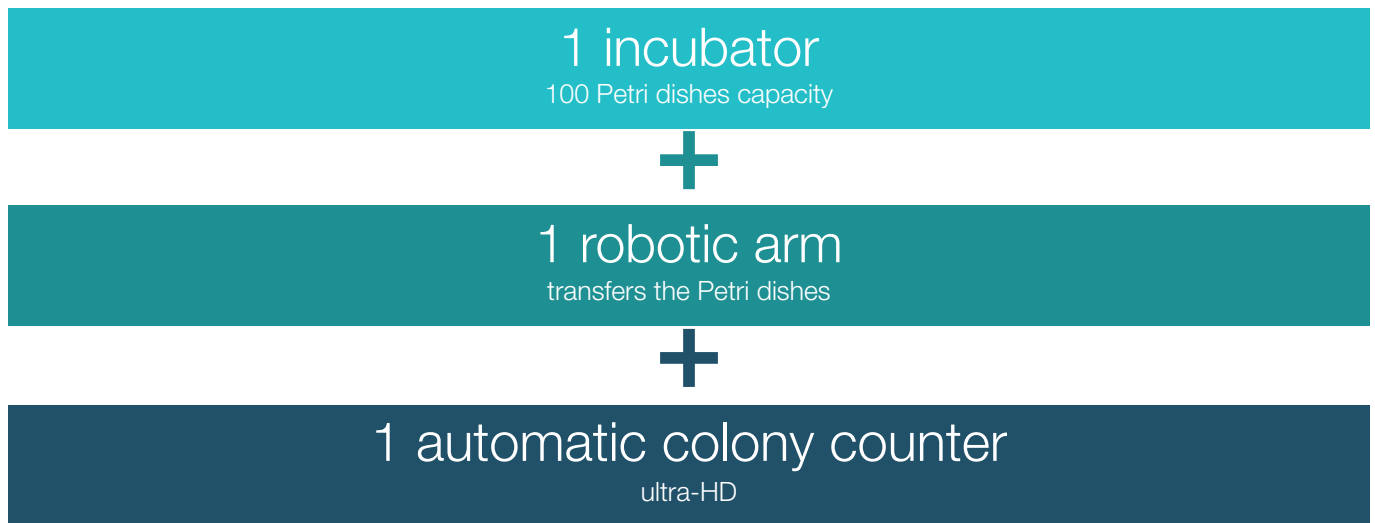 1 incubator
100 Petri dishes capacity
+
1 robotic arm
transfers the Petri dishes
+
1 automatic colony counter
ultra-HD